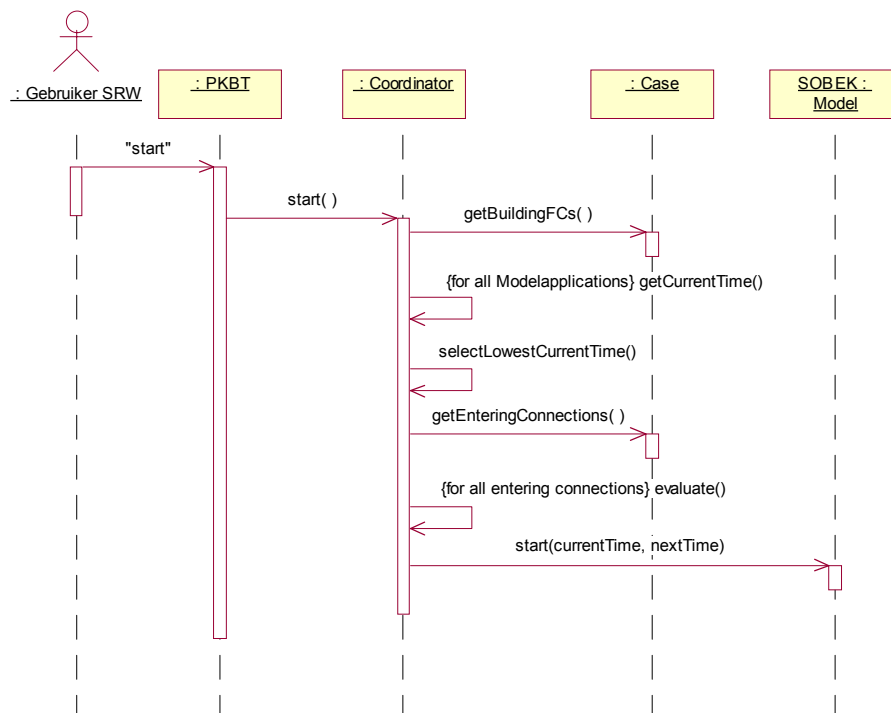 : Gebruiker SRW
: PKBT
: Coordinator
: Case
SOBEK :
Model
"start"
start( )
getBuildingFCs( )
{for all Modelapplications} getCurrentTime()
selectLowestCurrentTime()
getEnteringConnections( )
{for all entering connections} evaluate()
start(currentTime, nextTime)